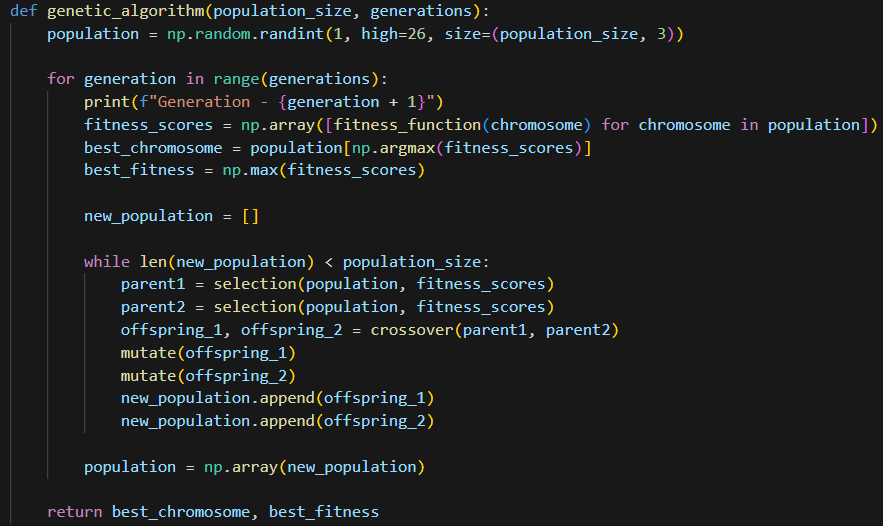 def genetic_algorithm(population_size, generations):
    population = np.random.randint(1, high=26, size=(population_size, 3))

    for generation in range(generations):
        print(f"Generation - {generation + 1}")
        fitness_scores = np.array([fitness_function(chromosome) for chromosome in population])
        best_chromosome = population[np.argmax(fitness_scores)]
        best_fitness = np.max(fitness_scores)

        new_population = []

        while len(new_population) < population_size:
            parent1 = selection(population, fitness_scores)
            parent2 = selection(population, fitness_scores)
            offspring_1, offspring_2 = crossover(parent1, parent2)
            mutate(offspring_1)
            mutate(offspring_2)
            new_population.append(offspring_1)
            new_population.append(offspring_2)

        population = np.array(new_population)

    return best_chromosome, best_fitness